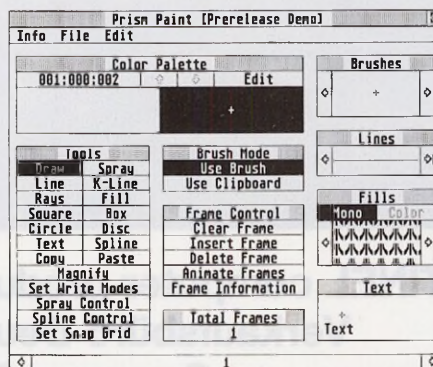 Prism Paint [Prerelease Demo]
Info File Edit
Color Palette
001:000:002 Edit
Brushes
Lines
Tools
Draw Spray
Line K-Line
Rays Fill
Square Box
Circle Disc
Text Spline
Copy Paste
Magnify
Set Write Modes
Spray Control
Spline Control
Set Snap Grid
Brush Mode
Use Brush
Use Clipboard
Frame Control
Clear Frame
Insert Frame
Delete Frame
Animate Frames
Frame Information
Total Frames
1
Fills
Mono Color
Text
Text
1